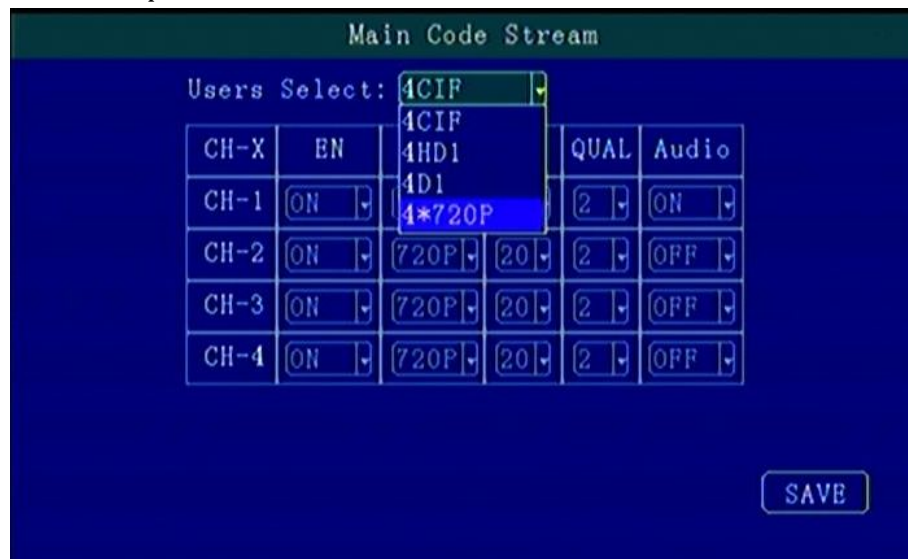 Main Code Stream
Users Select: 4CIF
4CIF
4HD1
4D1
4*720P
CH-X EN QUAL Audio
CH-1 ON 2 ON
CH-2 ON 720P 20 2 OFF
CH-3 ON 720P 20 2 OFF
CH-4 ON 720P 20 2 OFF
SAVE